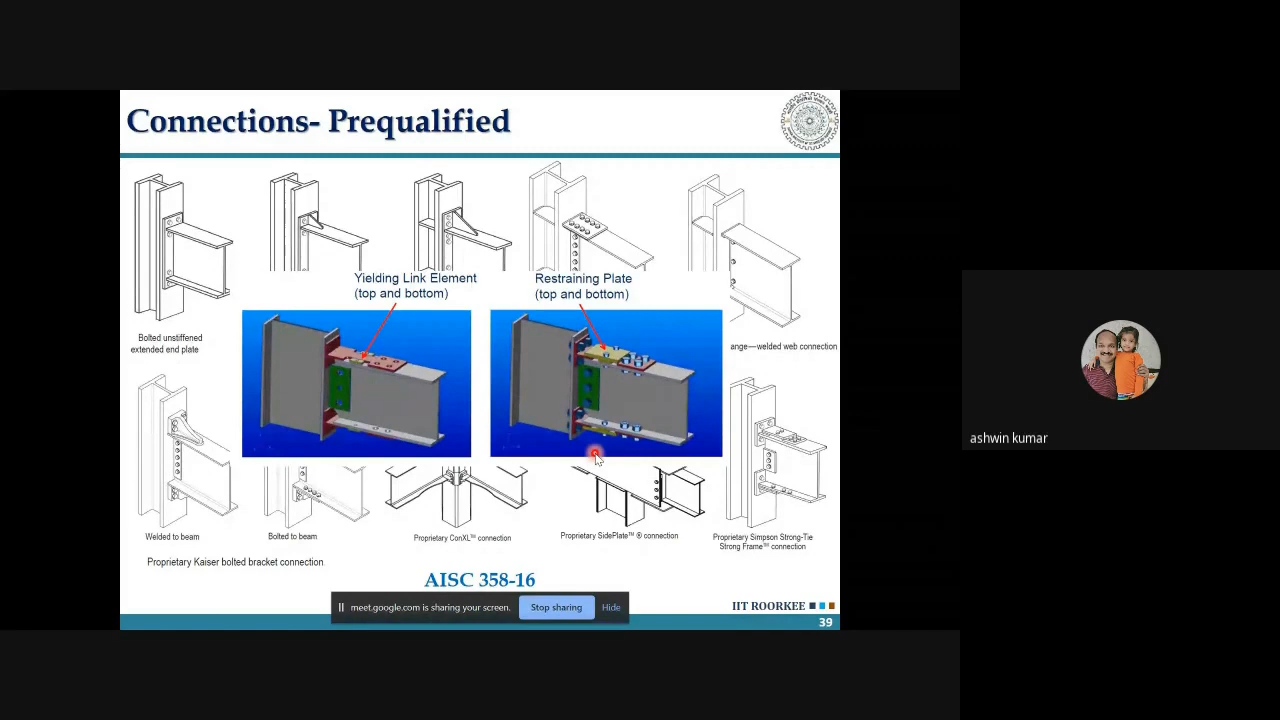 Connections- Prequalified
Yielding Link Element
(top and bottom)
Restraining Plate
(top and bottom)
Bolted unstiffened
extended end plate
ange—welded web connection
Welded to beam
Bolted to beam
Proprietary ConXL™ connection
Proprietary SidePlate™ ® connection
Proprietary Simpson Strong-Tie
Strong Frame™ connection
Proprietary Kaiser bolted bracket connection
AISC 358-16
meet.google.com is sharing your screen.
Stop sharing
Hide
IIT ROORKEE
39
ashwin kumar